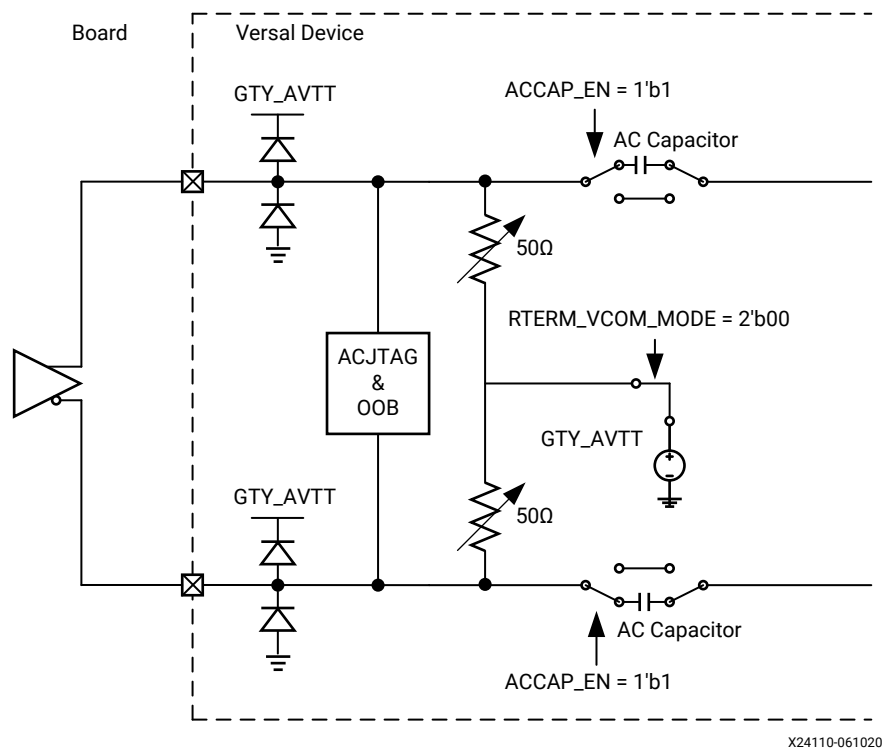 Board
Versal Device
GTY_AVTT
ACCAP_EN = 1'b1
AC Capacitor
50Ω
RTERM_VCOM_MODE = 2'b00
ACJTAG
&
OOB
GTY_AVTT
+
-
GTY_AVTT
50Ω
AC Capacitor
ACCAP_EN = 1'b1
X24110-061020